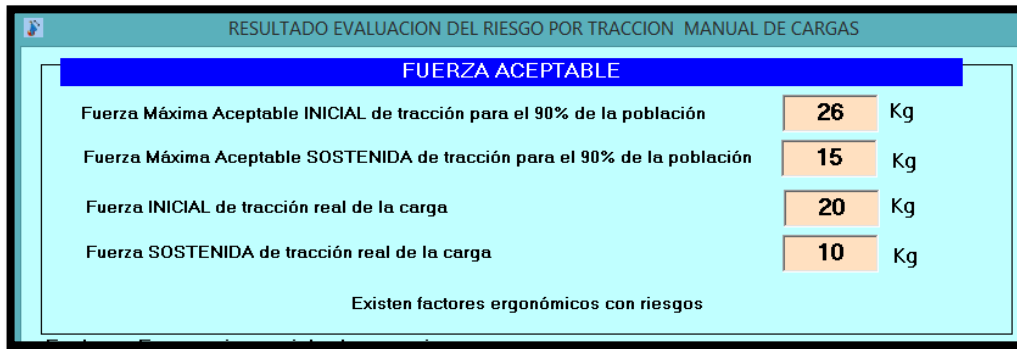 RESULTADO EVALUACION DEL RIESGO POR TRACCION MANUAL DE CARGAS
FUERZA ACEPTABLE
Fuerza Máxima Aceptable INICIAL de tracción para el 90% de la población 26 Kg
Fuerza Máxima Aceptable SOSTENIDA de tracción para el 90% de la población 15 Kg
Fuerza INICIAL de tracción real de la carga 20 Kg
Fuerza SOSTENIDA de tracción real de la carga 10 Kg
Existen factores ergonómicos con riesgos